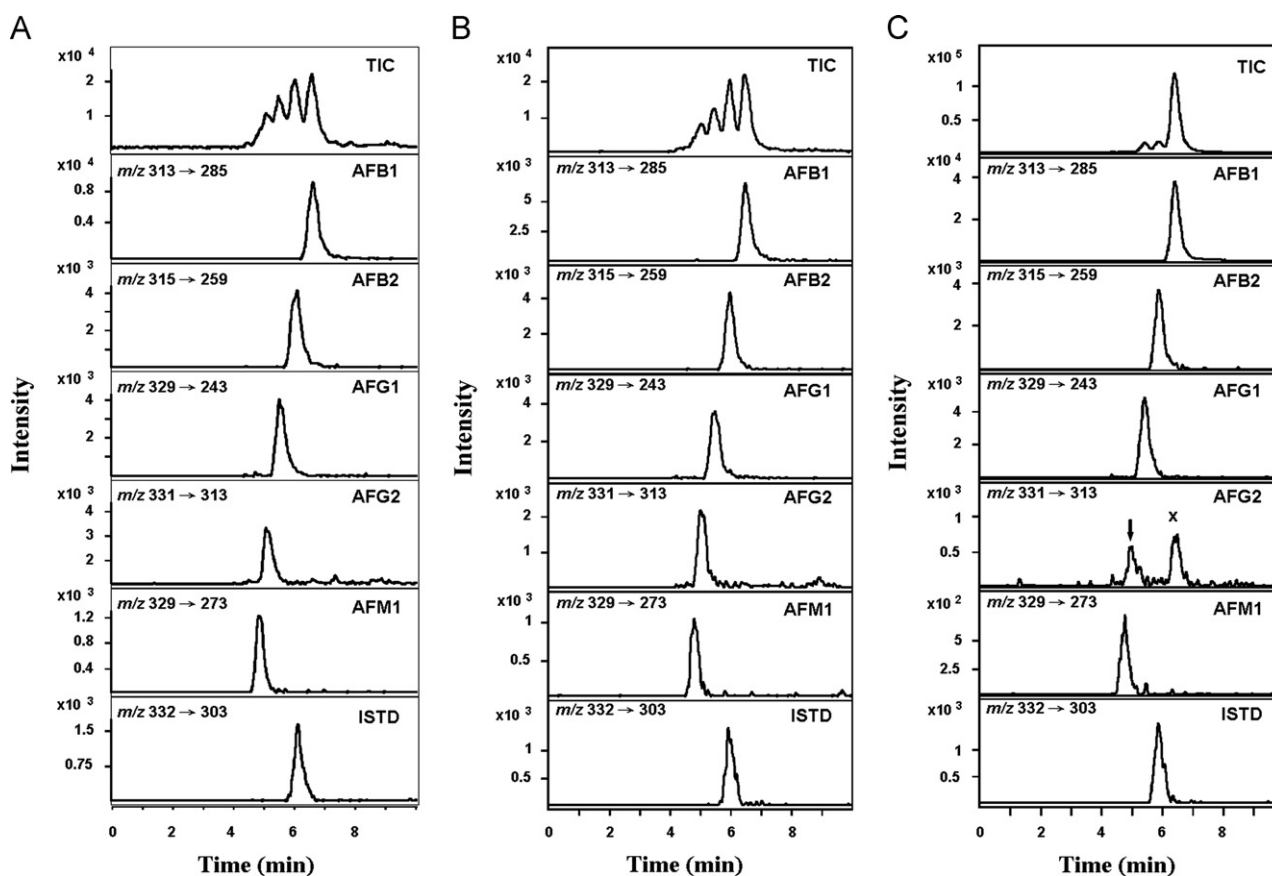 A
x10 4
TIC
2
1
x10 4
m/z 313 → 285
AFB1
0.8
0.4
x10 3
m/z 315 → 259
AFB2
4
2
x10 3
m/z 329 → 243
AFG1
4
2
x10 3
m/z 331 → 313
AFG2
4
3
2
x10 3
m/z 329 → 273
AFM1
1.2
0.8
0.4
x10 3
m/z 332 → 303
ISTD
1.5
0.75
0 2 4 6 8
Intensity
Time (min)
B
x10 4
TIC
2
1
x10 3
m/z 313 → 285
AFB1
5
2.5
x10 3
m/z 315 → 259
AFB2
4
2
x10 3
m/z 329 → 243
AFG1
4
2
x10 3
m/z 331 → 313
AFG2
2
1
x10 3
m/z 329 → 273
AFM1
1
0.5
x10 3
m/z 332 → 303
ISTD
1
0.5
0 2 4 6 8
Intensity
Time (min)
C
x10 5
TIC
1
0.5
x10 4
m/z 313 → 285
AFB1
4
2
x10 3
m/z 315 → 259
AFB2
4
2
x10 3
m/z 329 → 243
AFG1
4
2
x10 3
m/z 331 → 313
AFG2
x
1
0.5
x10 2
m/z 329 → 273
AFM1
5
2.5
x10 3
m/z 332 → 303
ISTD
1
0.5
0 2 4 6 8
Intensity
Time (min)